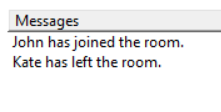 Messages
John has joined the room.
Kate has left the room.